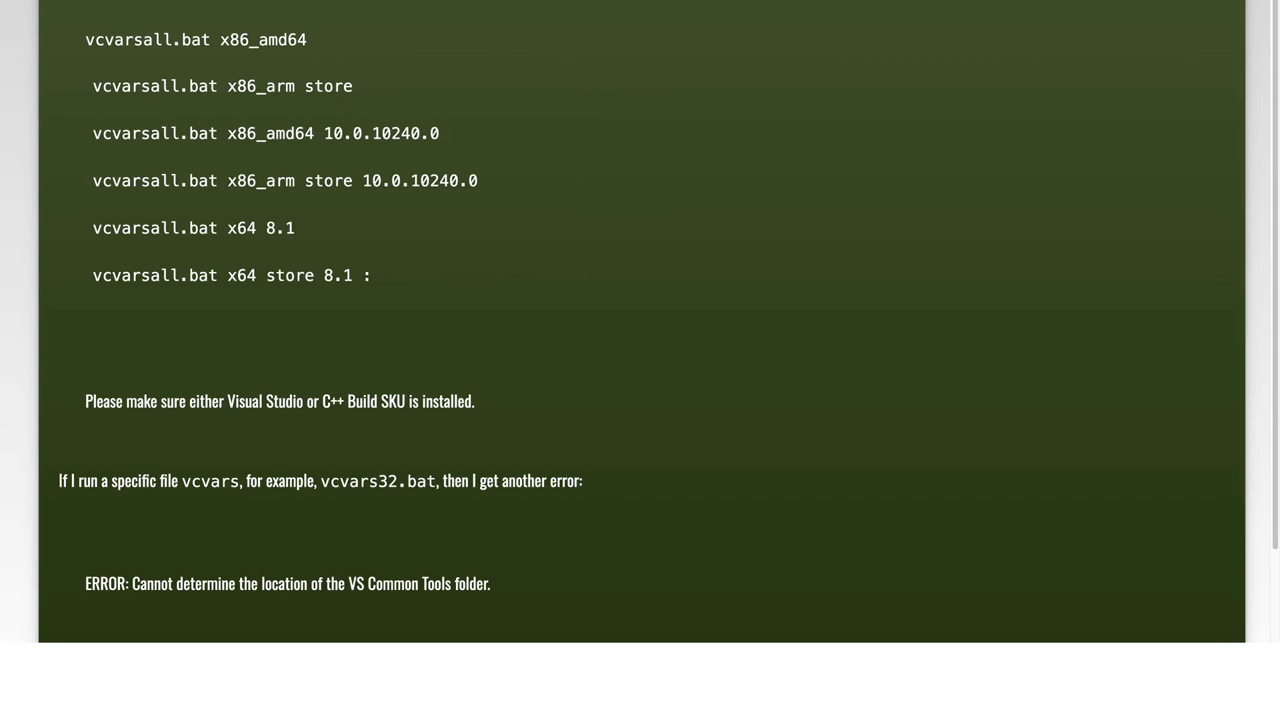 vcvarsall.bat x86_amd64
vcvarsall.bat x86_arm store
vcvarsall.bat x86_amd64 10.0.10240.0
vcvarsall.bat x86_arm store 10.0.10240.0
vcvarsall.bat x64 8.1
vcvarsall.bat x64 store 8.1 :
Please make sure either Visual Studio or C++ Build SKU is installed.
If I run a specific file vcvars, for example, vcvars32.bat, then I get another error:
ERROR: Cannot determine the location of the VS Common Tools folder.